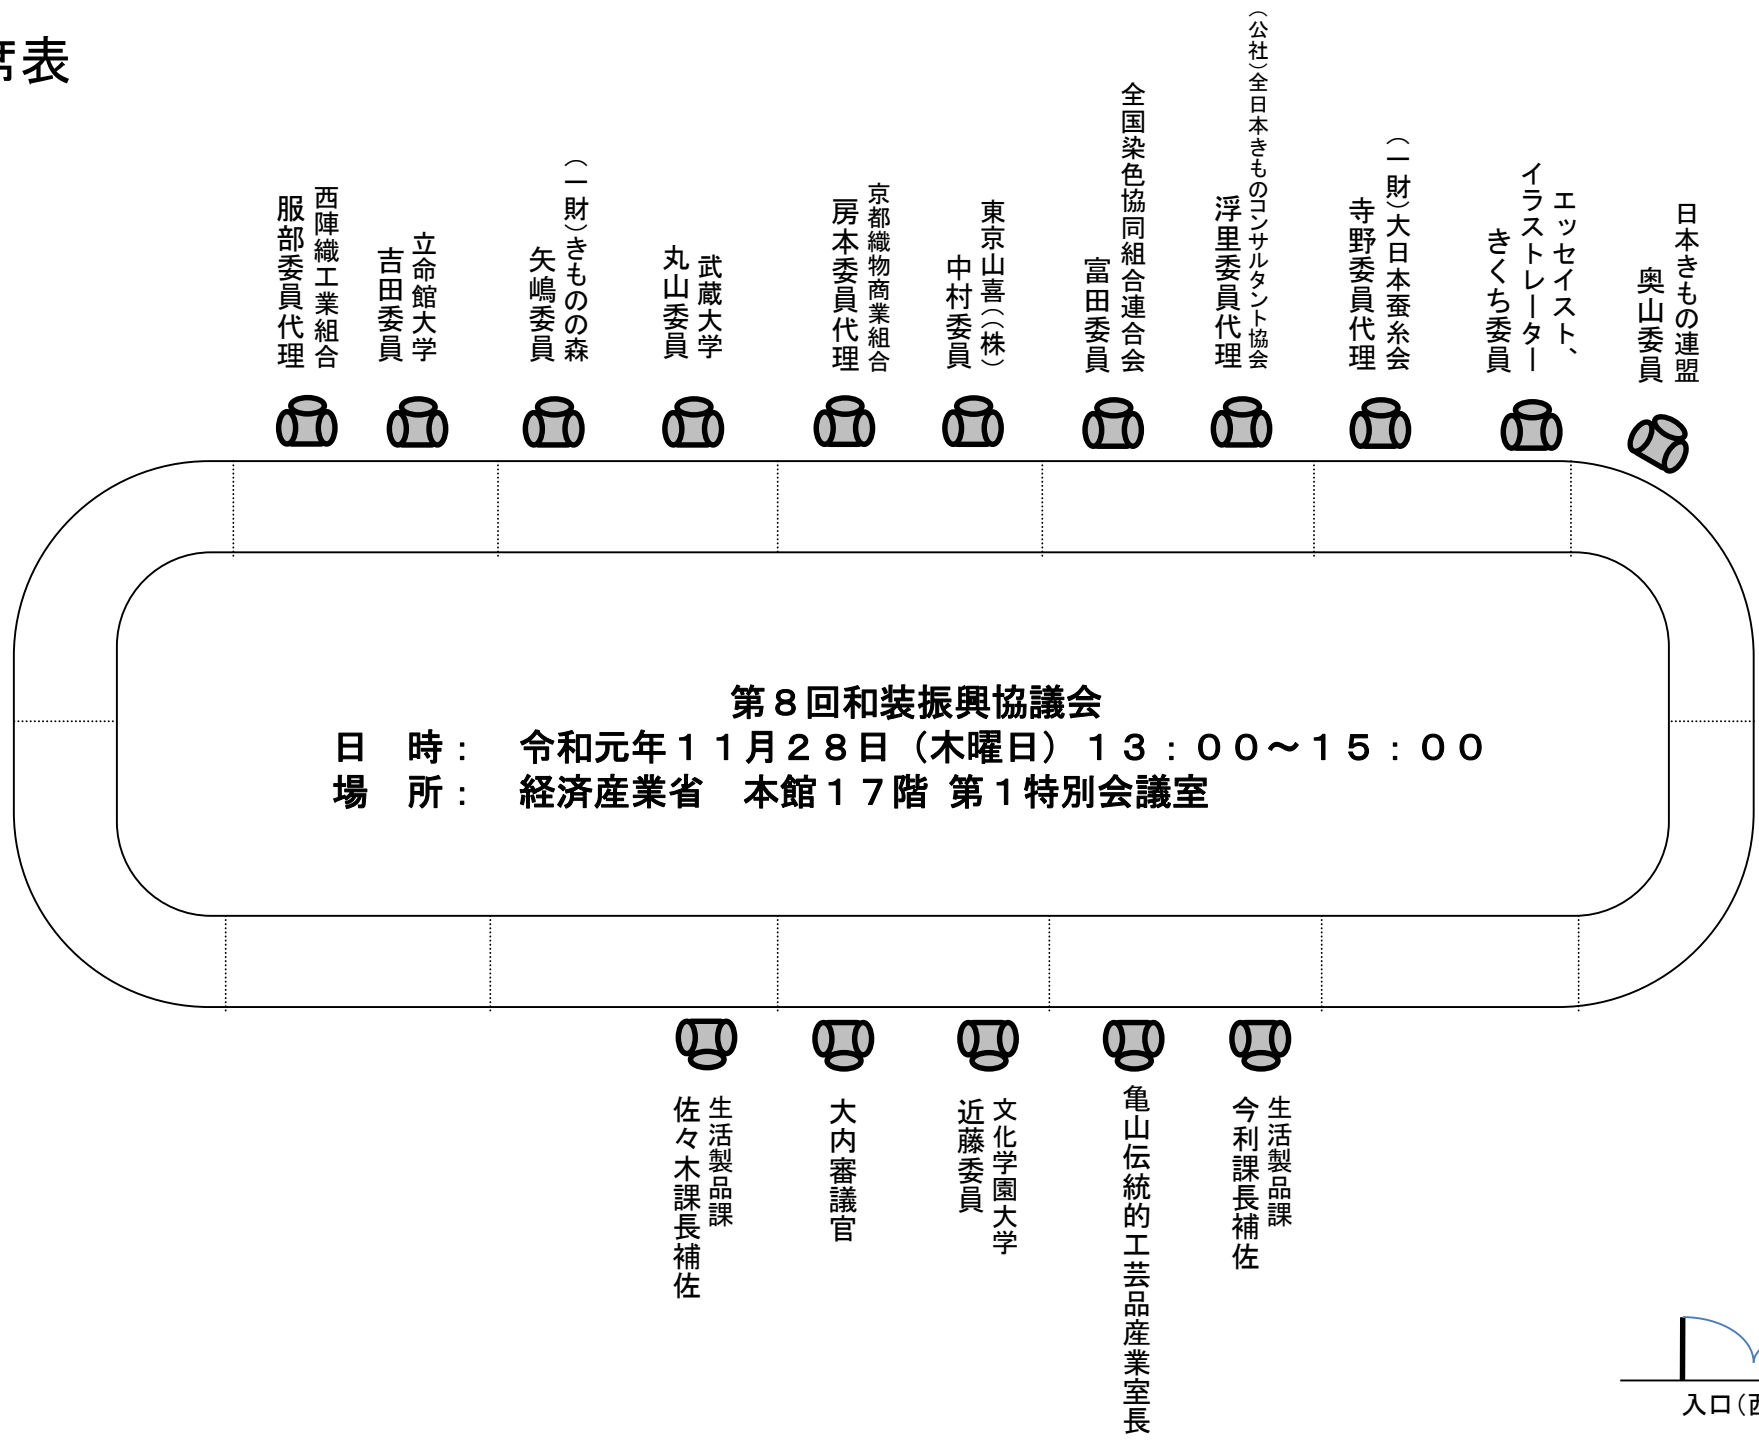 席表
西陣織工業組合
服部委員代理
立命館大学
吉田委員
（一財）きものの森
矢嶋委員
武蔵大学
丸山委員
京都織物商業組合
房本委員代理
東京山喜（（株）
中村委員
全国染色協同組合連合会
富田委員
（公社）全日本きものコンサルタント協会
浮里委員代理
（一財）大日本蚕糸会
寺野委員代理
エッセイスト、
イラストレーター
きくち委員
日本きもの連盟
奥山委員
第８回和装振興協議会
日　時：　令和元年１１月２８日（木曜日）１３：００～１５：００
場　所：　経済産業省　本館１７階 第１特別会議室
生活製品課
佐々木課長補佐
大内審議官
文化学園大学
近藤委員
亀山伝統的工芸品産業室長
生活製品課
今利課長補佐
入口（西